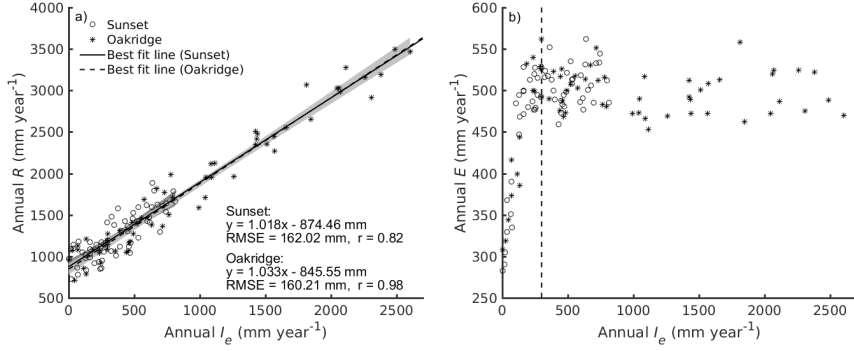 a)
Sunset
Oakridge
Best fit line (Sunset)
Best fit line (Oakridge)
4000
3500
3000
2500
2000
1500
1000
500
Annual R (mm year-1)
Sunset:
y = 1.018x - 874.46 mm
RMSE = 162.02 mm, r = 0.82
Oakridge:
y = 1.033x - 845.55 mm
RMSE = 160.21 mm, r = 0.98
0 500 1000 1500 2000 2500
Annual Ie (mm year-1)
b)
600
550
500
450
400
350
300
250
Annual E (mm year-1)
0 500 1000 1500 2000 2500
Annual Ie (mm year-1)